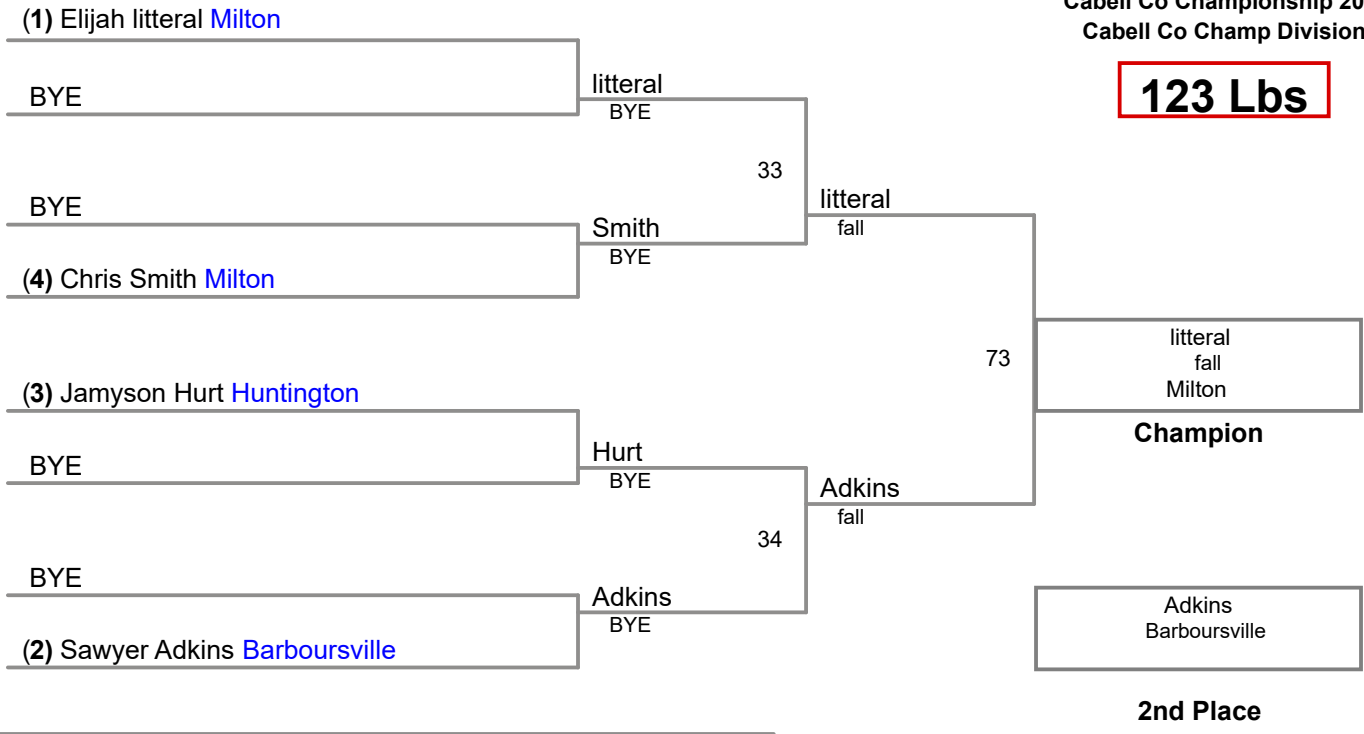 Cabell Co Championship 20
Cabell Co Champ Division
123 Lbs
(1) Elijah litteral Milton
BYE
litteral
BYE
33
BYE
Smith
BYE
(4) Chris Smith Milton
litteral
fall
73
litteral
fall
Milton
Champion
(3) Jamyson Hurt Huntington
BYE
Hurt
BYE
34
BYE
Adkins
BYE
(2) Sawyer Adkins Barboursville
Adkins
fall
Adkins
Barboursville
2nd Place